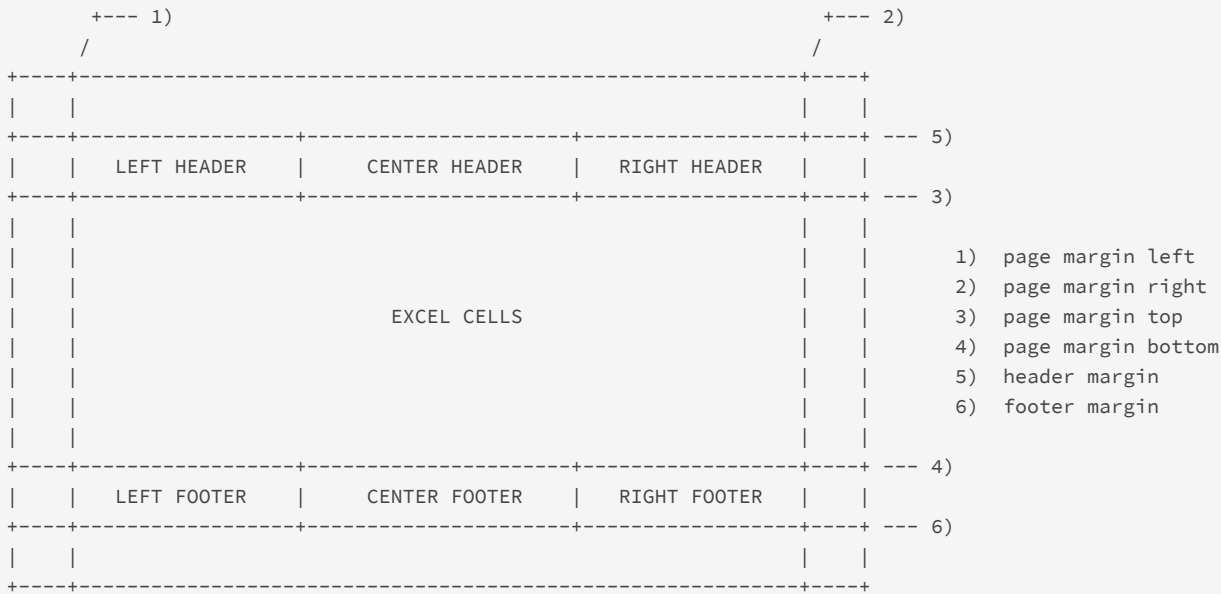 +--- 1) +--- 2)
/ /
+-----+------------------------------------------------------------+-----+
| | | |
+-----+------------------+----------------------+------------------+-----+ --- 5)
| | LEFT HEADER | CENTER HEADER | RIGHT HEADER | |
+-----+------------------+----------------------+------------------+-----+ --- 3)
| | | |
| | | | 1) page margin left
| | | | 2) page margin right
| | EXCEL CELLS | | 3) page margin top
| | | | 4) page margin bottom
| | | | 5) header margin
| | | | 6) footer margin
| | | |
+-----+------------------+----------------------+------------------+-----+ --- 4)
| | LEFT FOOTER | CENTER FOOTER | RIGHT FOOTER | |
+-----+------------------+----------------------+------------------+-----+ --- 6)
| | | |
+-----+------------------------------------------------------------+-----+